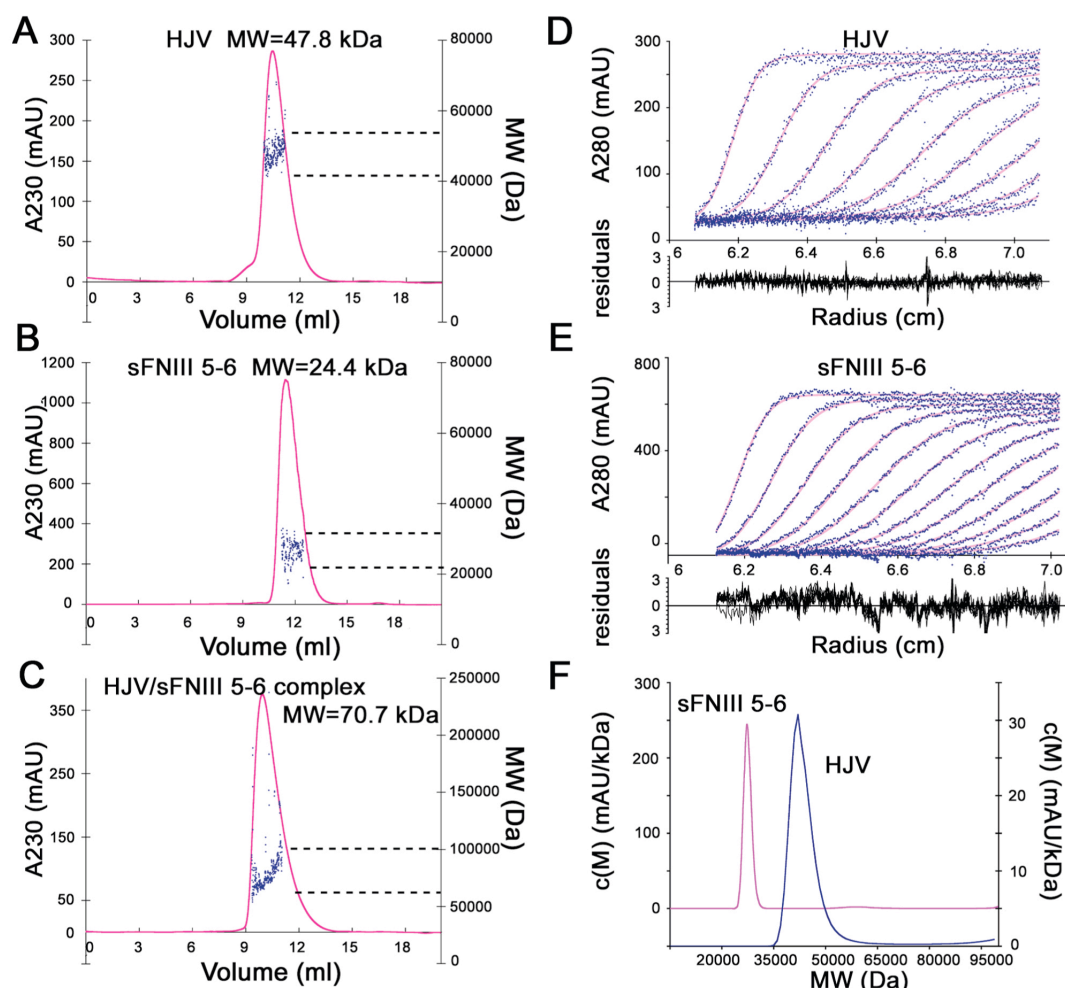 A
HJV MW=47.8 kDa
300
250
200
150
100
50
0
A230 (mAU)
80000
60000
40000
20000
0
MW (Da)
0 3 6 9 12 15 18
Volume (ml)
B
sFNIII 5-6 MW=24.4 kDa
1200
1000
800
600
400
200
0
A230 (mAU)
80000
60000
40000
20000
0
MW (Da)
0 3 6 9 12 15 18
Volume (ml)
C
HJV/sFNIII 5-6 complex
MW=70.7 kDa
350
250
150
50
0
A230 (mAU)
240000
200000
150000
100000
50000
0
MW (Da)
0 3 6 9 12 15 18
Volume (ml)
D
HJV
300
200
100
0
A280 (mAU)
6 6.2 6.4 6.6 6.8 7.0
3
0
3
residuals
Radius (cm)
E
sFNIII 5-6
800
400
0
A280 (mAU)
6 6.2 6.4 6.6 6.8 7.0
3
0
3
residuals
Radius (cm)
F
sFNIII 5-6
HJV
300
200
100
0
c(M) (mAU/kDa)
30
20
10
0
c(M) (mAU/kDa)
20000 35000 50000 65000 80000 95000
MW (Da)